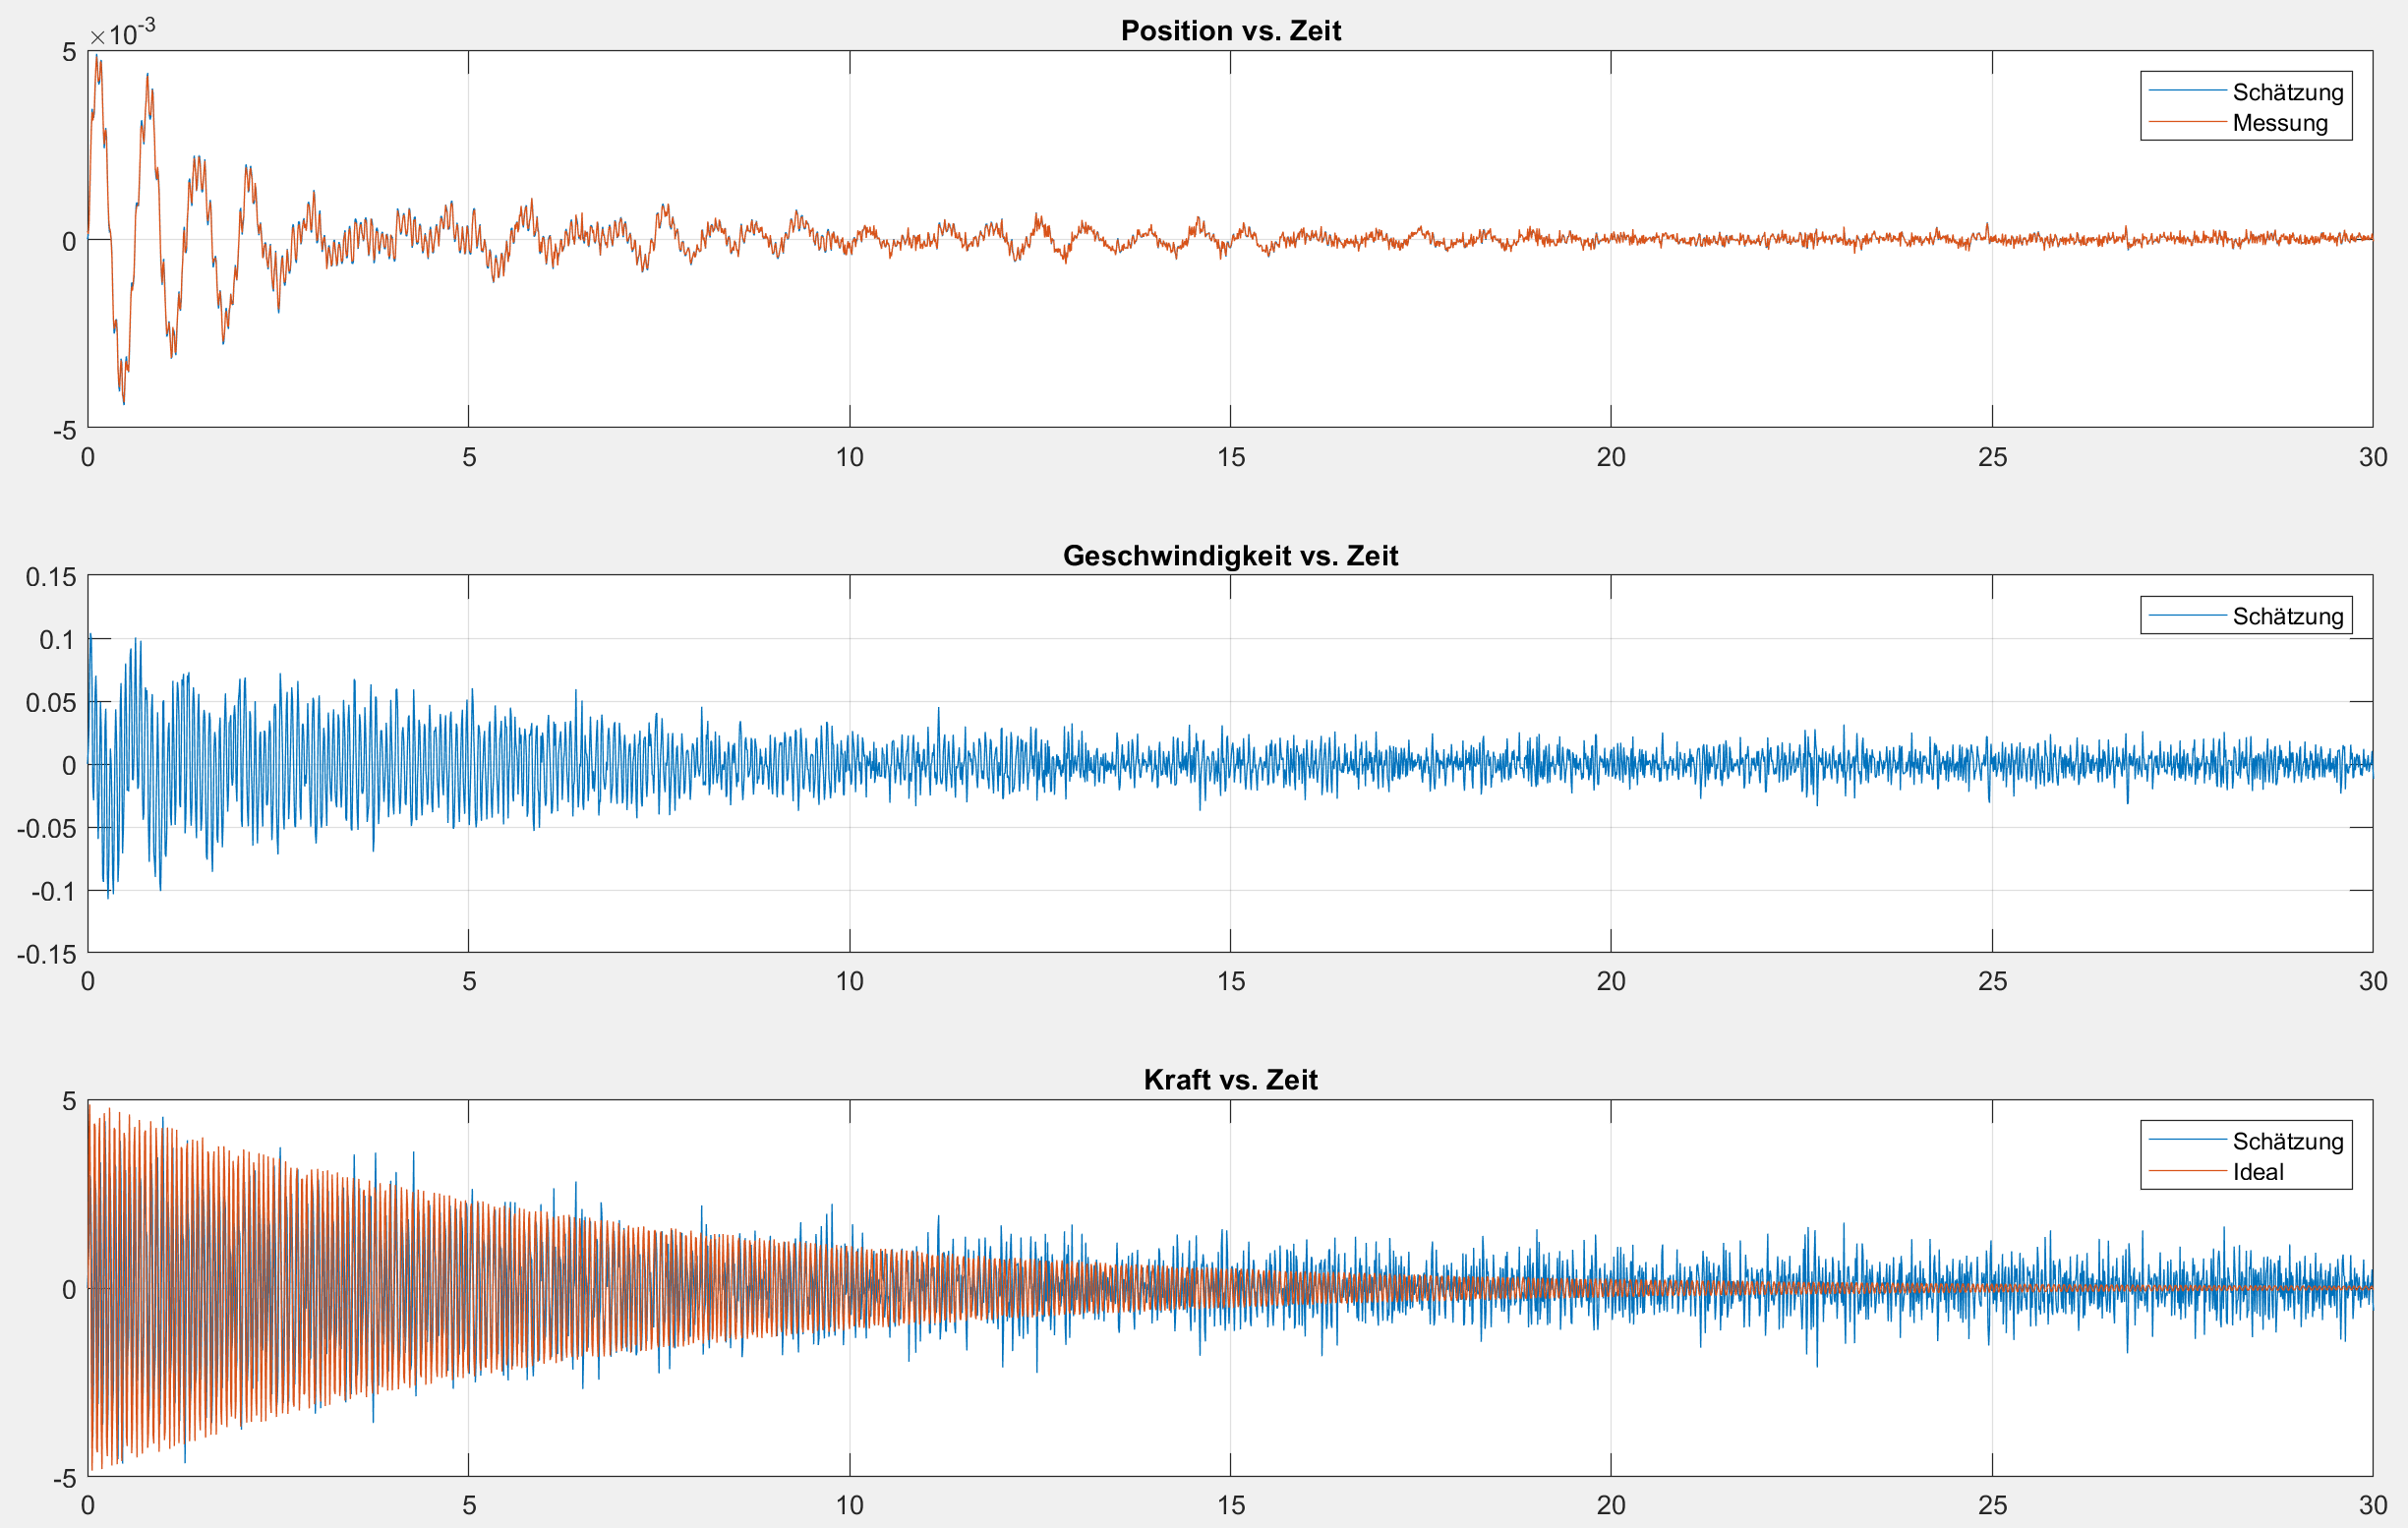 Position vs. Zeit
×10-3
5
0
-5
0 5 10 15 20 25 30
Schätzung
Messung
Geschwindigkeit vs. Zeit
0.15
0.1
0.05
0
-0.05
-0.1
-0.15
0 5 10 15 20 25 30
Schätzung
Kraft vs. Zeit
5
0
-5
0 5 10 15 20 25 30
Schätzung
Ideal